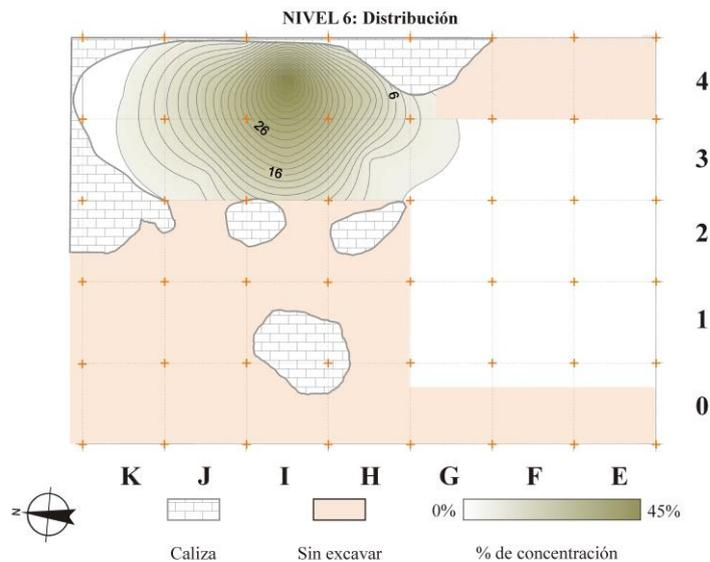 NIVEL 6: Distribución
4
6
26
3
16
2
1
0
K J I H G F E
N
0% 45%
Caliza Sin excavar % de concentración